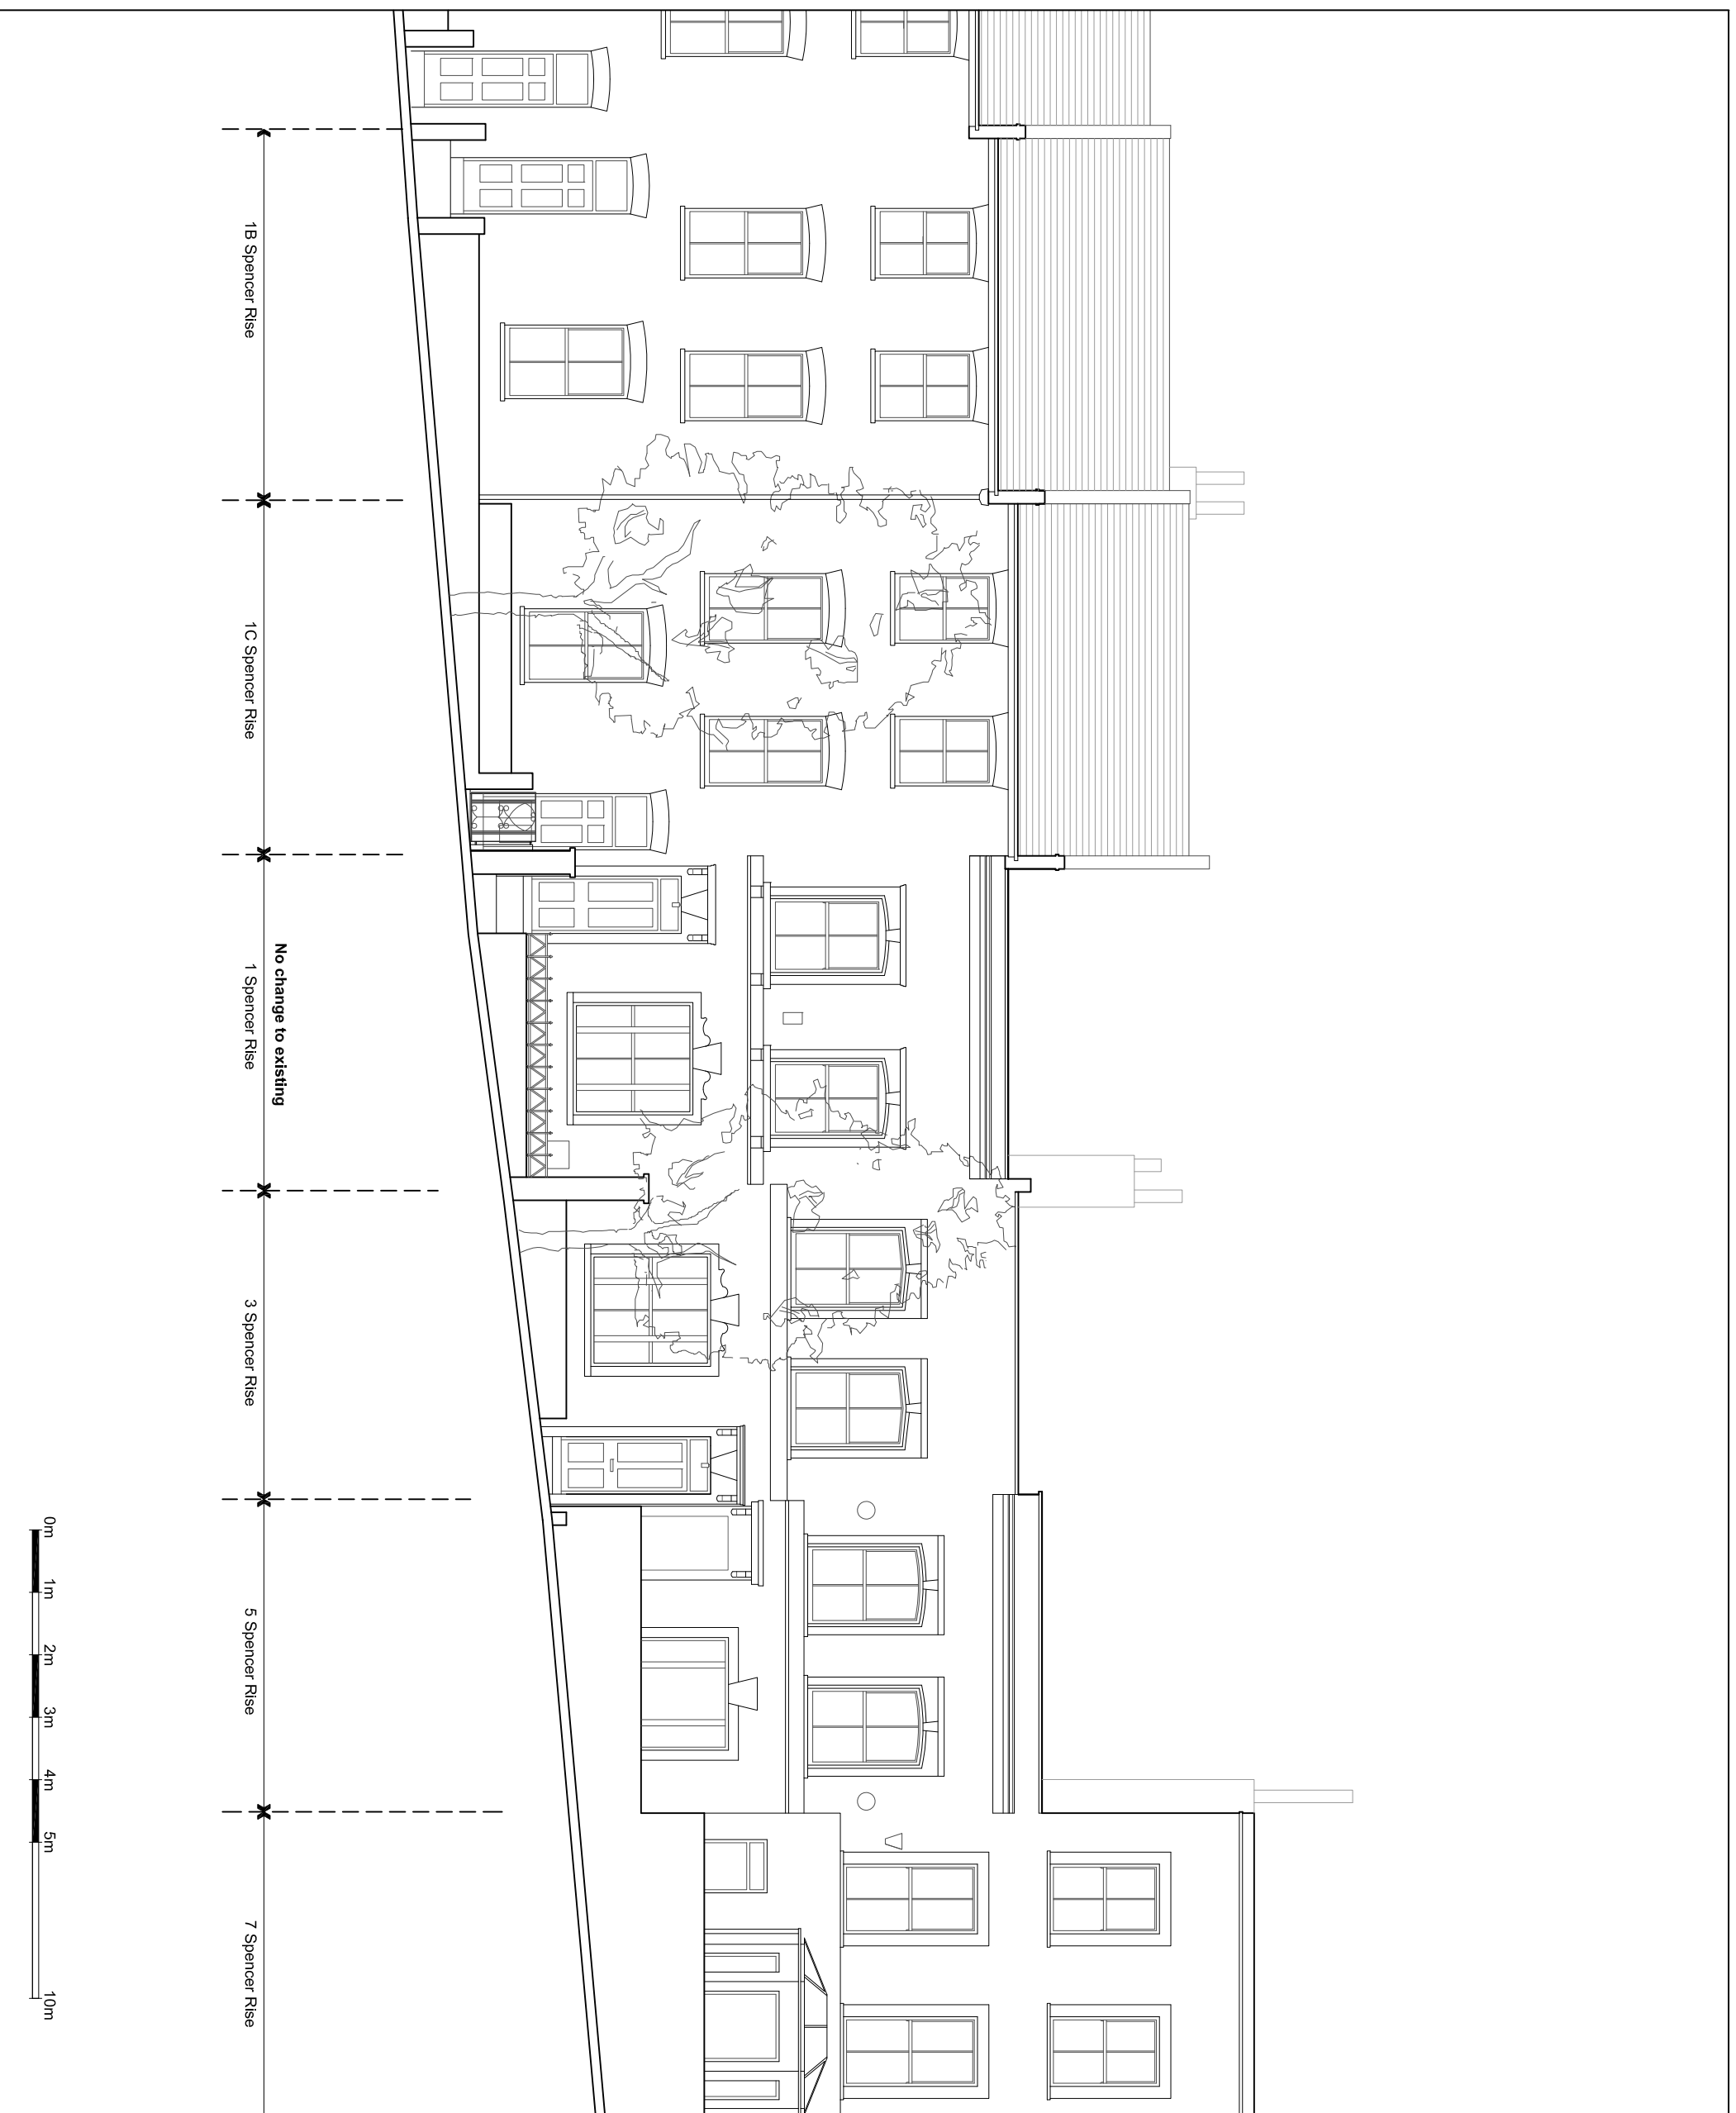 No change to existing
1B Spencer Rise
1C Spencer Rise
1 Spencer Rise
3 Spencer Rise
5 Spencer Rise
7 Spencer Rise
0m 1m 2m 3m 4m 5m 10m